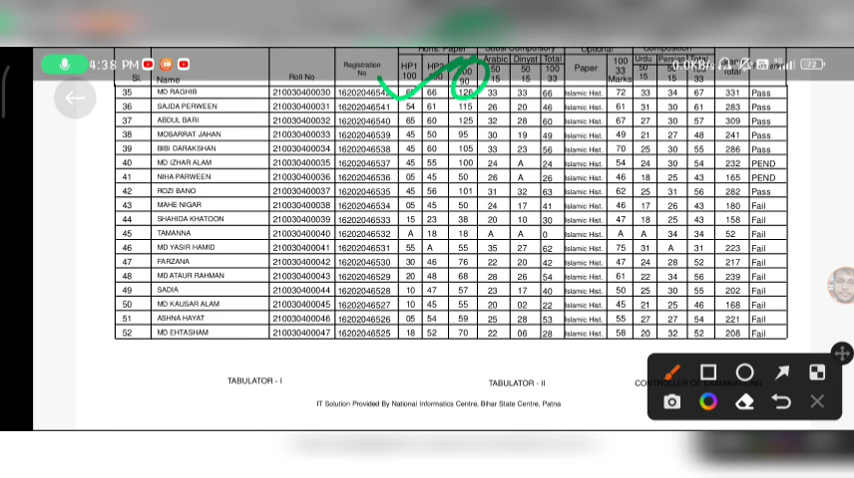 4:38 PM
Arabic Dinyat Total Optional 100 Urdu
HP1 Paper 33
Sl. Name Roll No Registration No 100 90 50 15 50 15 100 33 Marks 50 15 15 33
35 MD RAGHIB 210030400030 66 126 33 33 66 Islamic Hist. 72 33 34 67 331 Pass
36 SAJDA PERWEEN 210030400031 16202046541 54 61 115 26 20 46 Islamic Hist. 61 31 30 61 283 Pass
37 ABDUL BARI 210030400032 16202046540 65 60 125 32 28 60 Islamic Hist. 67 27 30 57 309 Pass
38 MOSARRAT JAHAN 210030400033 16202046539 45 50 95 30 19 49 Islamic Hist. 49 21 27 48 241 Pass
39 BIBI DARAKSHAN 210030400034 16202046538 45 60 105 33 23 56 Islamic Hist. 70 25 30 55 286 Pass
40 MD IZHAR ALAM 210030400035 16202046537 45 55 100 24 A 24 Islamic Hist. 54 24 30 54 232 PEND
41 NIHA PARWEEN 210030400036 16202046536 05 45 50 26 A 26 Islamic Hist. 46 18 25 43 165 PEND
42 ROZI BANO 210030400037 16202046535 45 56 101 31 32 63 Islamic Hist. 62 25 31 56 282 Pass
43 MAHE NIGAR 210030400038 16202046534 05 45 50 24 17 41 Islamic Hist. 46 17 26 43 180 Fail
44 SHAHIDA KHATOON 210030400039 16202046533 15 23 38 20 10 30 Islamic Hist. 47 18 25 43 158 Fail
45 TAMANNA 210030400040 16202046532 A 18 18 A A 0 Islamic Hist. A A 34 34 52 Fail
46 MD YASIR HAMID 210030400041 16202046531 55 A 55 35 27 62 Islamic Hist. 75 31 A 31 223 Fail
47 FARZANA 210030400042 16202046530 30 46 76 22 20 42 Islamic Hist. 47 24 28 52 217 Fail
48 MD ATAUR RAHMAN 210030400043 16202046529 20 48 68 28 26 54 Islamic Hist. 61 22 34 56 239 Fail
49 SADIA 210030400044 16202046528 10 47 57 23 17 40 Islamic Hist. 50 25 30 55 202 Fail
50 MD KAUSAR ALAM 210030400045 16202046527 10 45 55 20 02 22 Islamic Hist. 45 21 25 46 168 Fail
51 ASHNA HAYAT 210030400046 16202046526 05 54 59 25 28 53 Islamic Hist. 55 27 27 54 221 Fail
52 MD EHTASHAM 210030400047 16202046525 18 52 70 22 06 28 Islamic Hist. 58 20 32 52 208 Fail
TABULATOR - I TABULATOR - II
IT Solution Provided By National Informatics Centre, Bihar State Centre, Patna